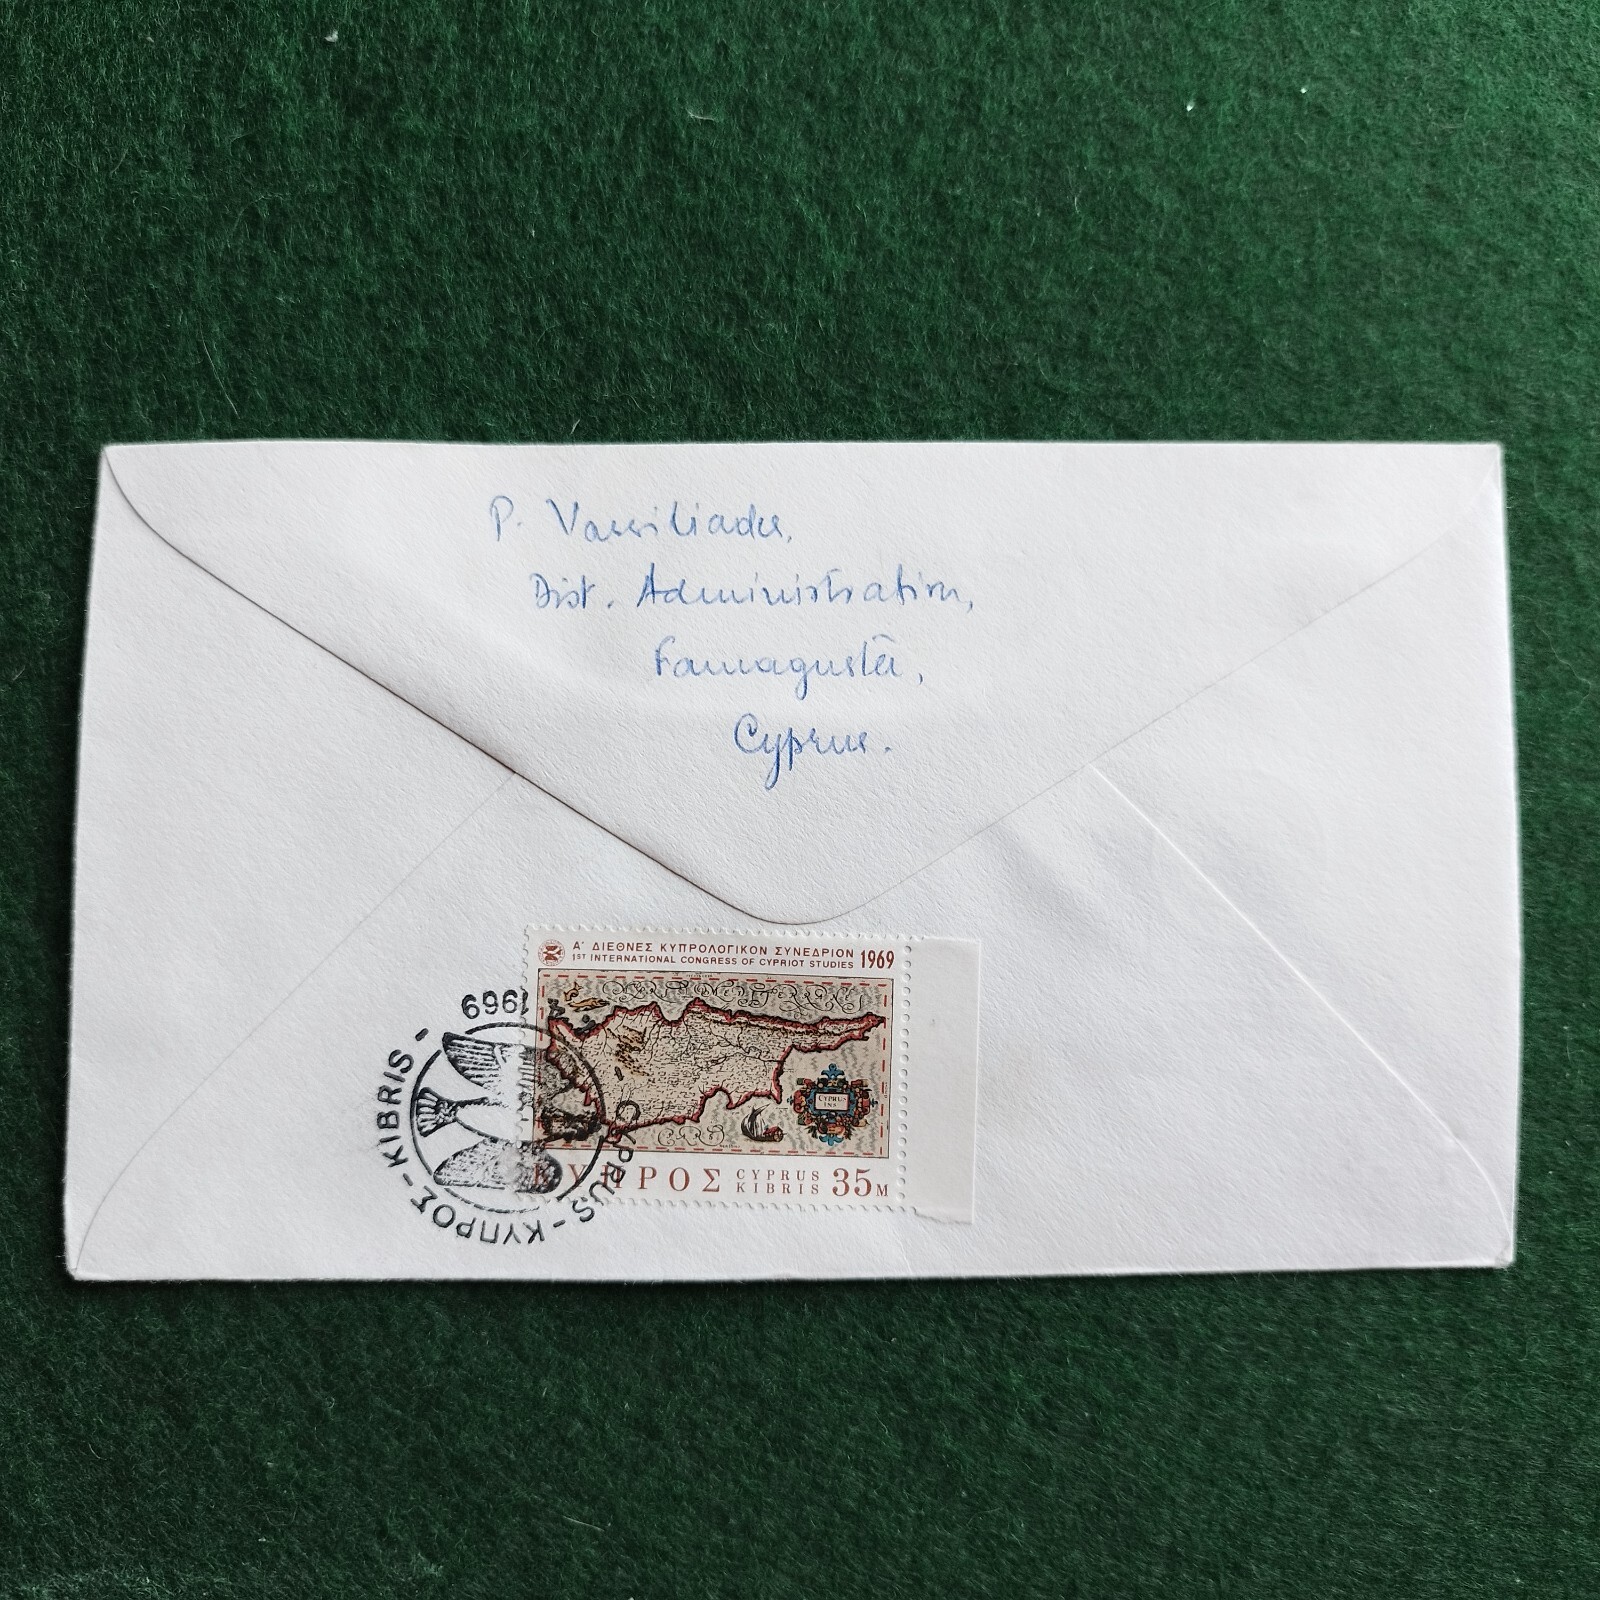 P. Vassiliades,
Dist. Administration,
Famagusta,
Cyprus.
Α' ΔΙΕΘΝΕΣ ΚΥΠΡΟΛΟΓΙΚΟΝ ΣΥΝΕΔΡΙΟΝ
1ST INTERNATIONAL CONGRESS OF CYPRIOT STUDIES 1969
CYPRUS
INS
ΚΥΠΡΟΣ
CYPRUS
KIBRIS
35M
1969
CYPRUS - ΚΥΠΡΟΣ - KIBRIS -